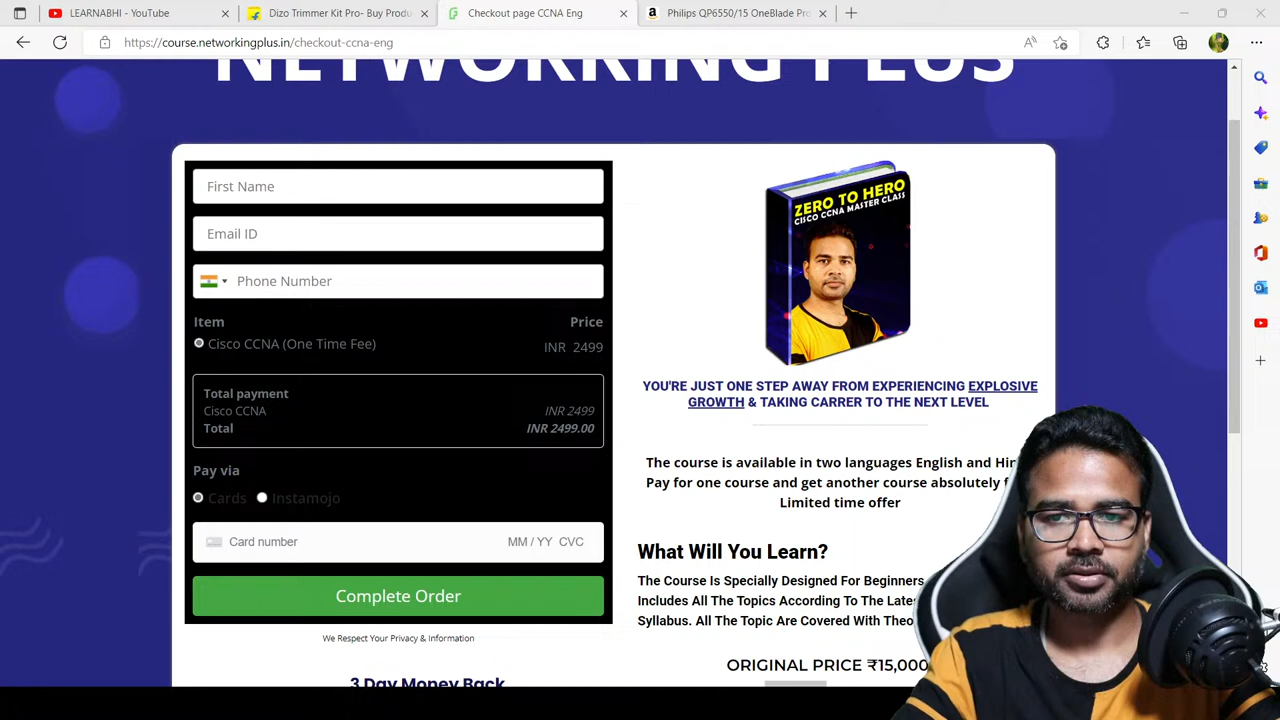 LEARNABHI - YouTube
Dizo Trimmer Kit Pro- Buy Produ
Checkout page CCNA Eng
Philips QP6550/15 OneBlade Pro
https://course.networkingplus.in/checkout-ccna-eng
NETWORKING PLUS
First Name
Email ID
Phone Number
Item Price
Cisco CCNA (One Time Fee) INR 2499
Total payment
Cisco CCNA INR 2499
Total INR 2499.00
Pay via
Cards Instamojo
Card number MM / YY CVC
Complete Order
We Respect Your Privacy & Information
3 Day Money Back
ZERO TO HERO
CISCO CCNA MASTER CLASS
YOU'RE JUST ONE STEP AWAY FROM EXPERIENCING EXPLOSIVE
GROWTH & TAKING CARRER TO THE NEXT LEVEL
The course is available in two languages English and Hin
Pay for one course and get another course absolutely
Limited time offer
What Will You Learn?
The Course Is Specially Designed For Beginners
Includes All The Topics According To The Late
Syllabus. All The Topic Are Covered With Theo
ORIGINAL PRICE ₹15,000